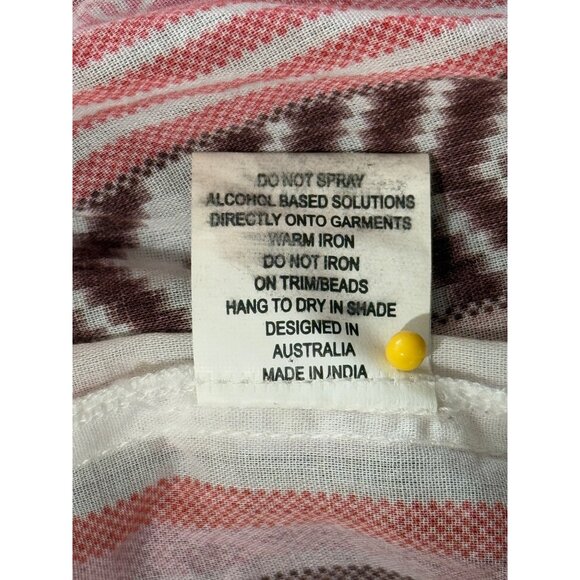 DO NOT SPRAY
ALCOHOL BASED SOLUTIONS
DIRECTLY ONTO GARMENTS
WARM IRON
DO NOT IRON
ON TRIM/BEADS
HANG TO DRY IN SHADE
DESIGNED IN
AUSTRALIA
MADE IN INDIA